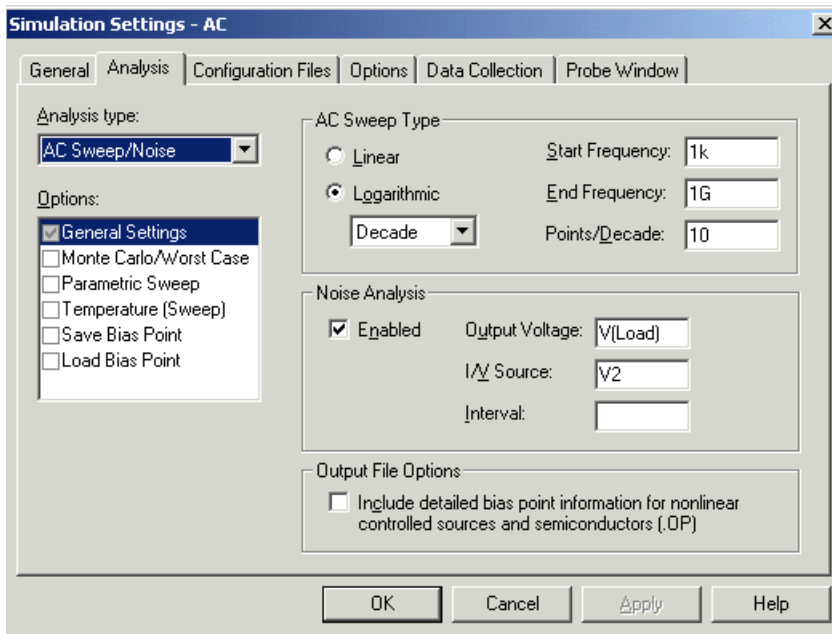 Simulation Settings - AC
General Analysis Configuration Files Options Data Collection Probe Window
Analysis type:
AC Sweep/Noise
Options:
General Settings
Monte Carlo/Worst Case
Parametric Sweep
Temperature (Sweep)
Save Bias Point
Load Bias Point
AC Sweep Type
Linear
Logarithmic
Decade
Start Frequency: 1k
End Frequency: 1G
Points/Decade: 10
Noise Analysis
Enabled
Output Voltage: V(Load)
I/V Source: V2
Interval:
Output File Options
Include detailed bias point information for nonlinear
controlled sources and semiconductors (.OP)
OK Cancel Apply Help